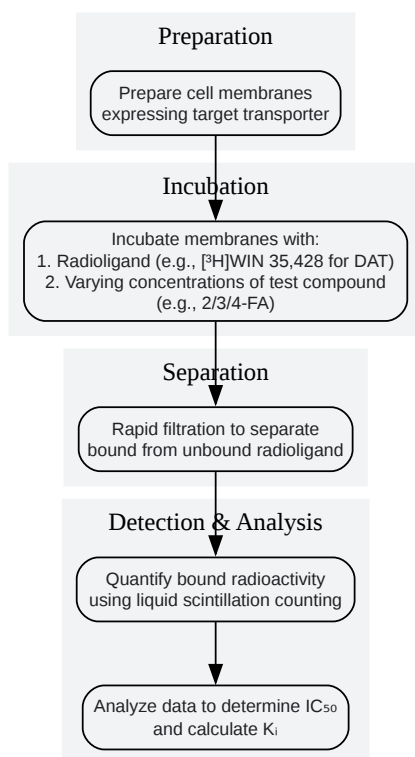 Preparation
Prepare cell membranes
expressing target transporter
Incubation
Incubate membranes with:
1. Radioligand (e.g., [³H]WIN 35,428 for DAT)
2. Varying concentrations of test compound
(e.g., 2/3/4-FA)
Separation
Rapid filtration to separate
bound from unbound radioligand
Detection & Analysis
Quantify bound radioactivity
using liquid scintillation counting
Analyze data to determine IC₅₀
and calculate Kᵢ